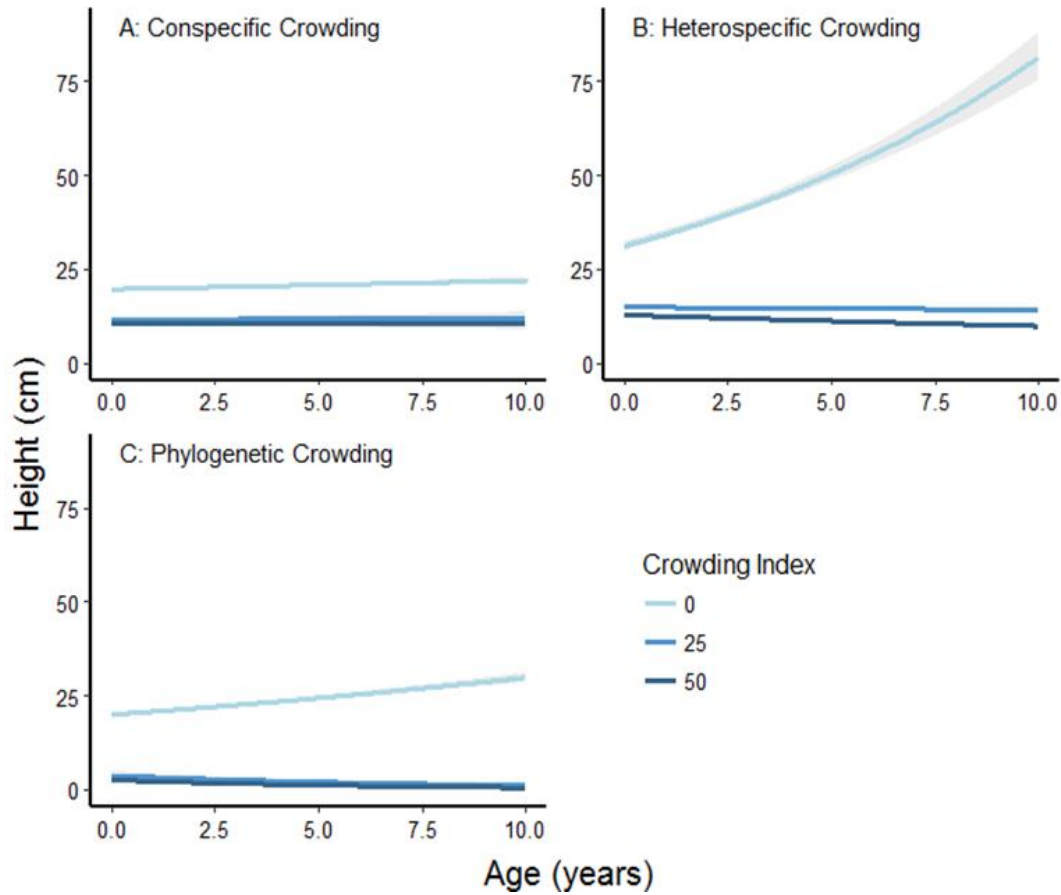 A: Conspecific Crowding
B: Heterospecific Crowding
75
50
25
0
0.0 2.5 5.0 7.5 10.0
75
50
25
0
0.0 2.5 5.0 7.5 10.0
C: Phylogenetic Crowding
75
50
25
0
0.0 2.5 5.0 7.5 10.0
Height (cm)
Age (years)
Crowding Index
0
25
50